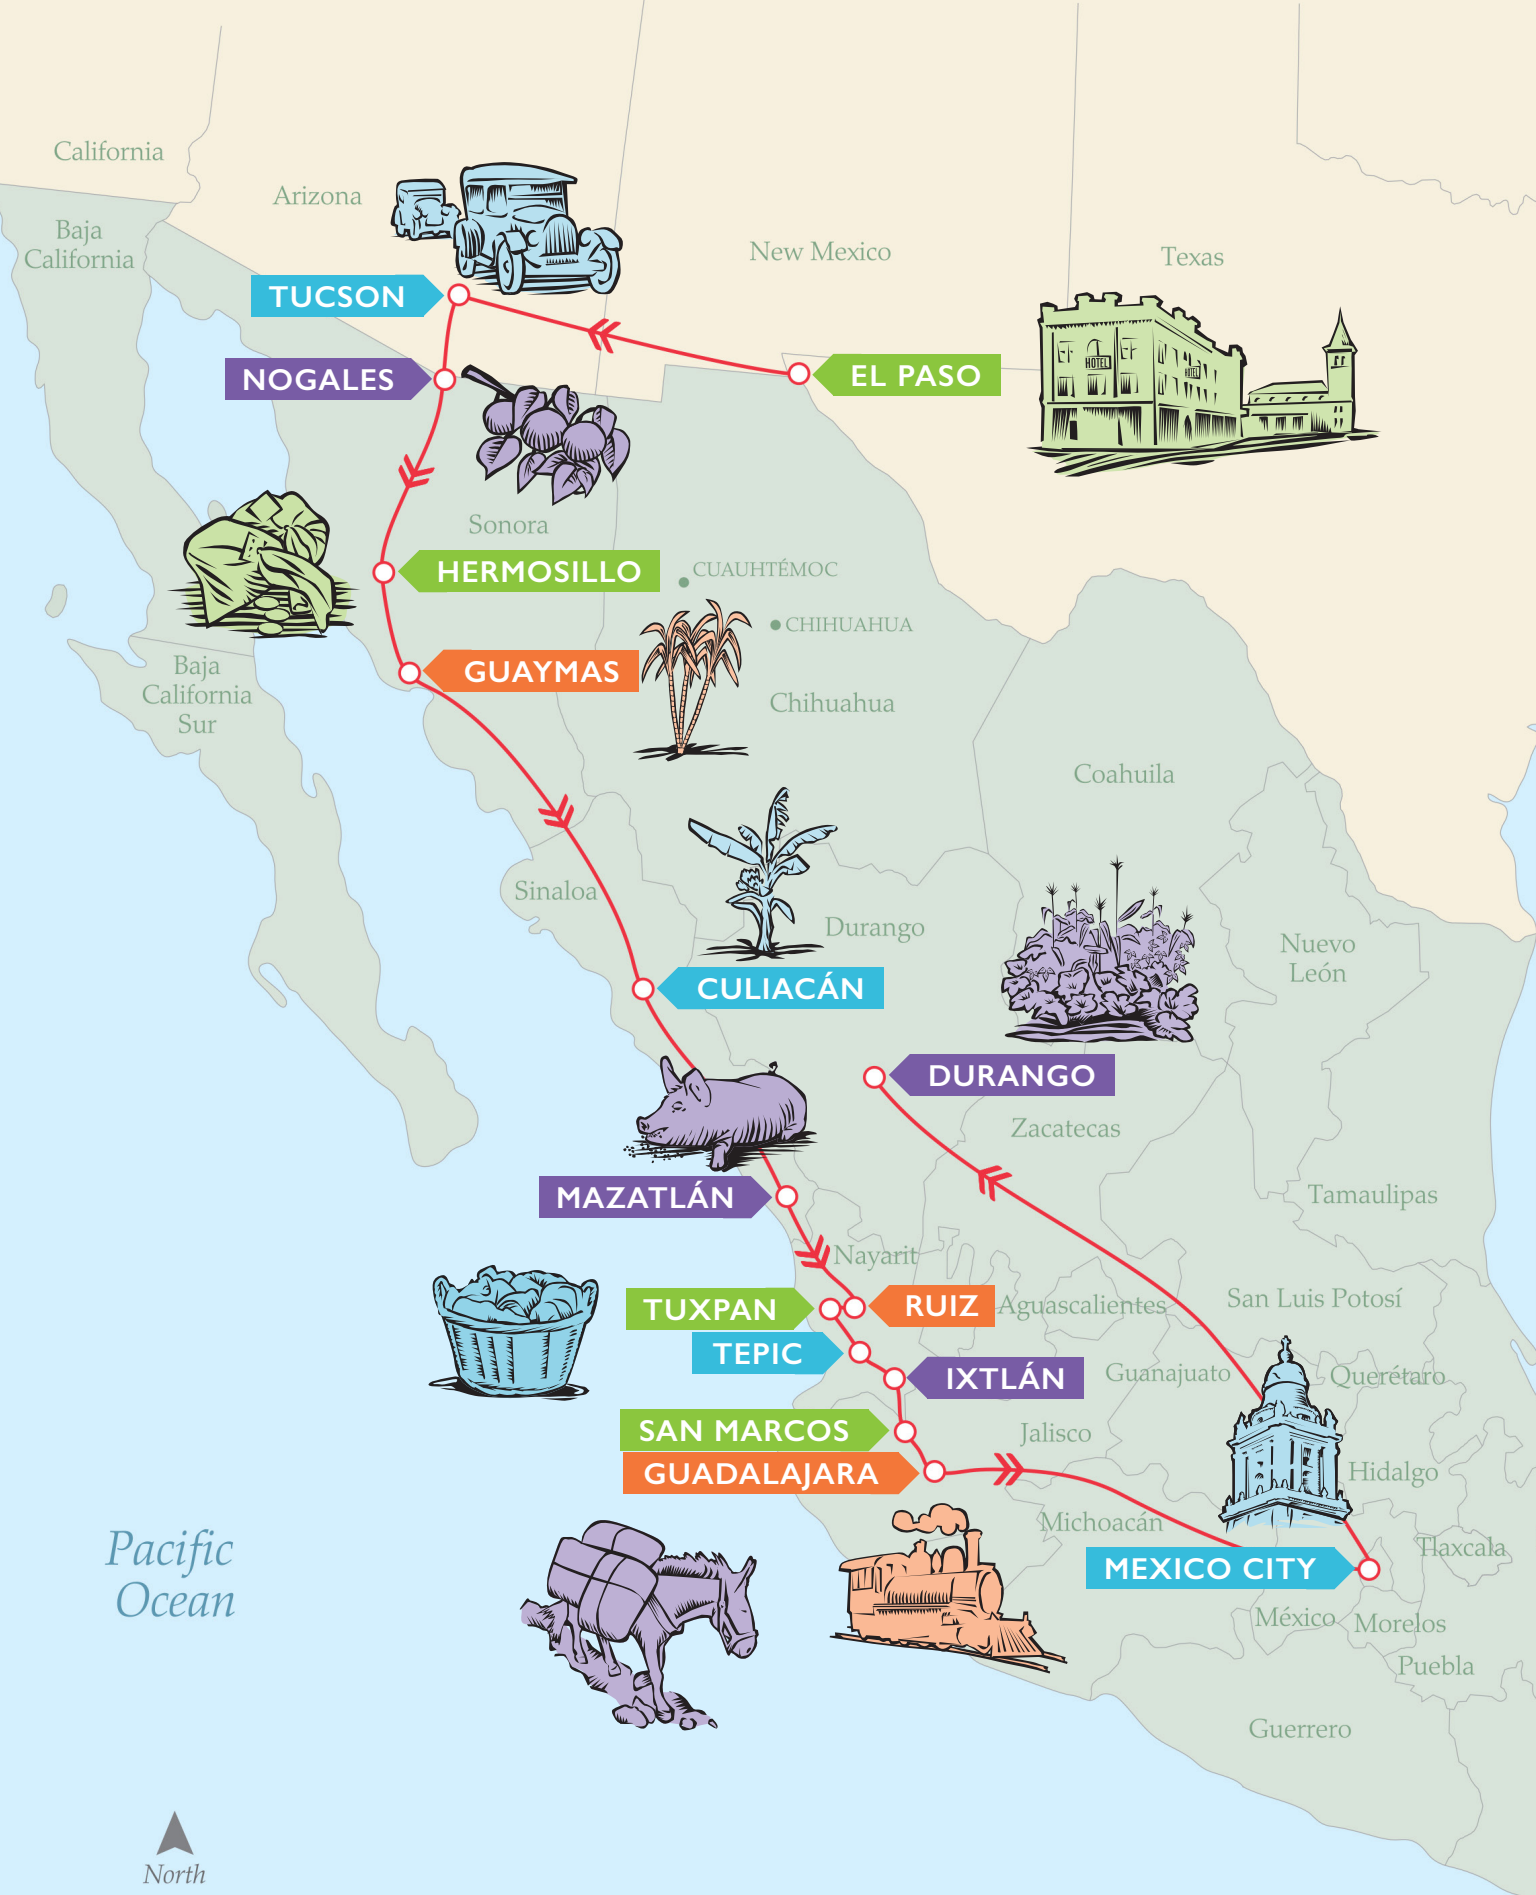 California
Arizona
Baja
California
New Mexico
Texas
TUCSON
NOGALES
EL PASO
HOTEL
HOTEL
Sonora
HERMOSILLO
CUAUHTÉMOC
CHIHUAHUA
GUAYMAS
Baja
California
Sur
Chihuahua
Coahuila
Sinaloa
Durango
Nuevo
León
CULIACÁN
DURANGO
Zacatecas
MAZATLÁN
Tamaulipas
Nayarit
TUXPAN
RUIZ
Aguascalientes
San Luis Potosí
TEPIC
IXTLÁN
Guanajuato
Querétaro
SAN MARCOS
Jalisco
GUADALAJARA
Hidalgo
Michoacán
Pacific
Ocean
Tlaxcala
MEXICO CITY
México
Morelos
Puebla
Guerrero
North